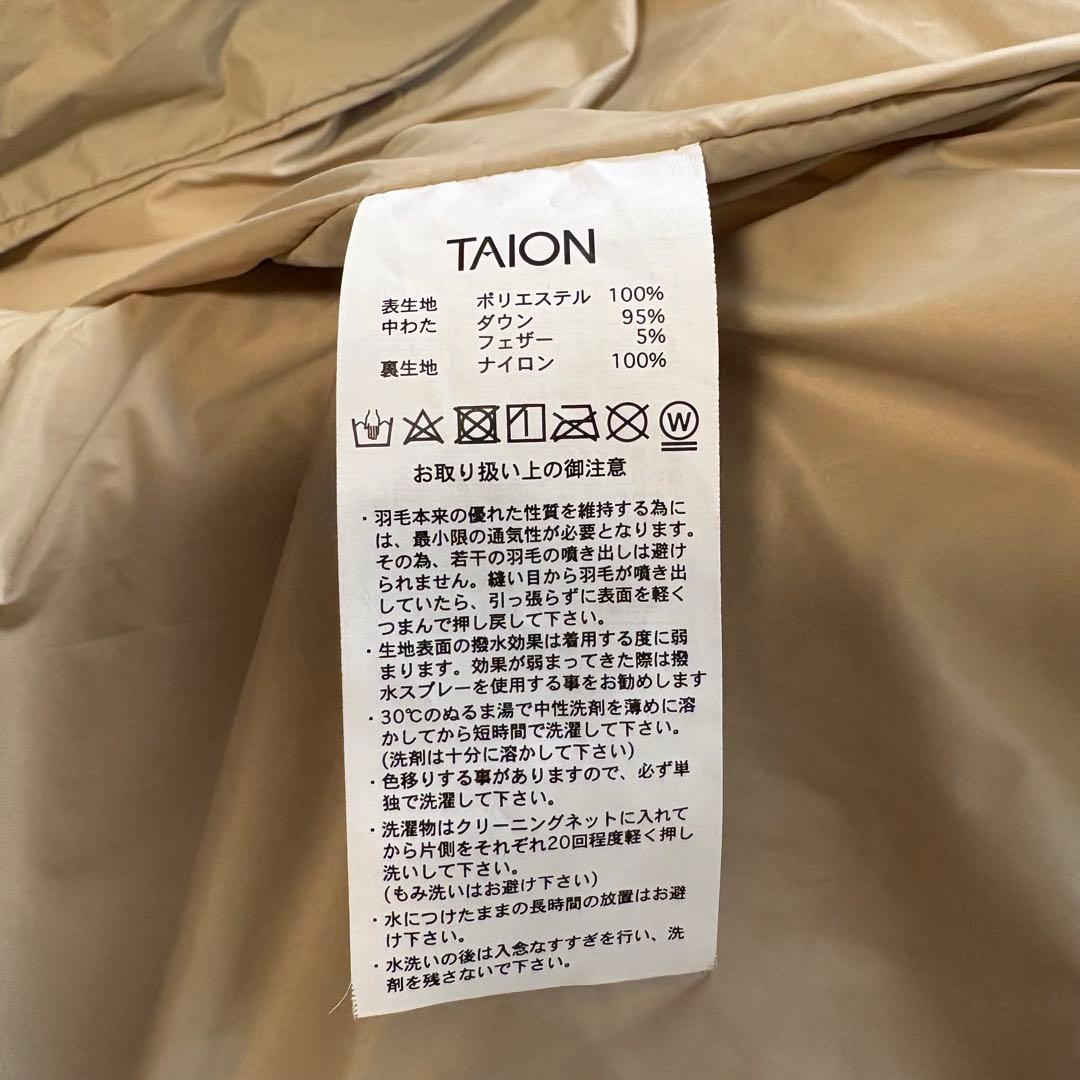 TAION
表生地 ポリエステル 100%
中わた ダウン 95%
フェザー 5%
裏生地 ナイロン 100%
W
お取り扱い上の御注意
・羽毛本来の優れた性質を維持する為に
は、最小限の通気性が必要となります。
その為、若干の羽毛の噴き出しは避け
られません。縫い目から羽毛が噴き出
していたら、引っ張らずに表面を軽く
つまんで押し戻して下さい。
・生地表面の撥水効果は着用する度に弱
まります。効果が弱まってきた際は撥
水スプレーを使用する事をお勧めします
・30℃のぬるま湯で中性洗剤を薄めに溶
かしてから短時間で洗濯して下さい。
(洗剤は十分に溶かして下さい)
・色移りする事がありますので、必ず単
独で洗濯して下さい。
・洗濯物はクリーニングネットに入れて
から片側をそれぞれ20回程度軽く押し
洗いして下さい。
(もみ洗いはお避け下さい)
・水につけたままの長時間の放置はお避
け下さい。
・水洗いの後は入念なすすぎを行い、洗
剤を残さないで下さい。